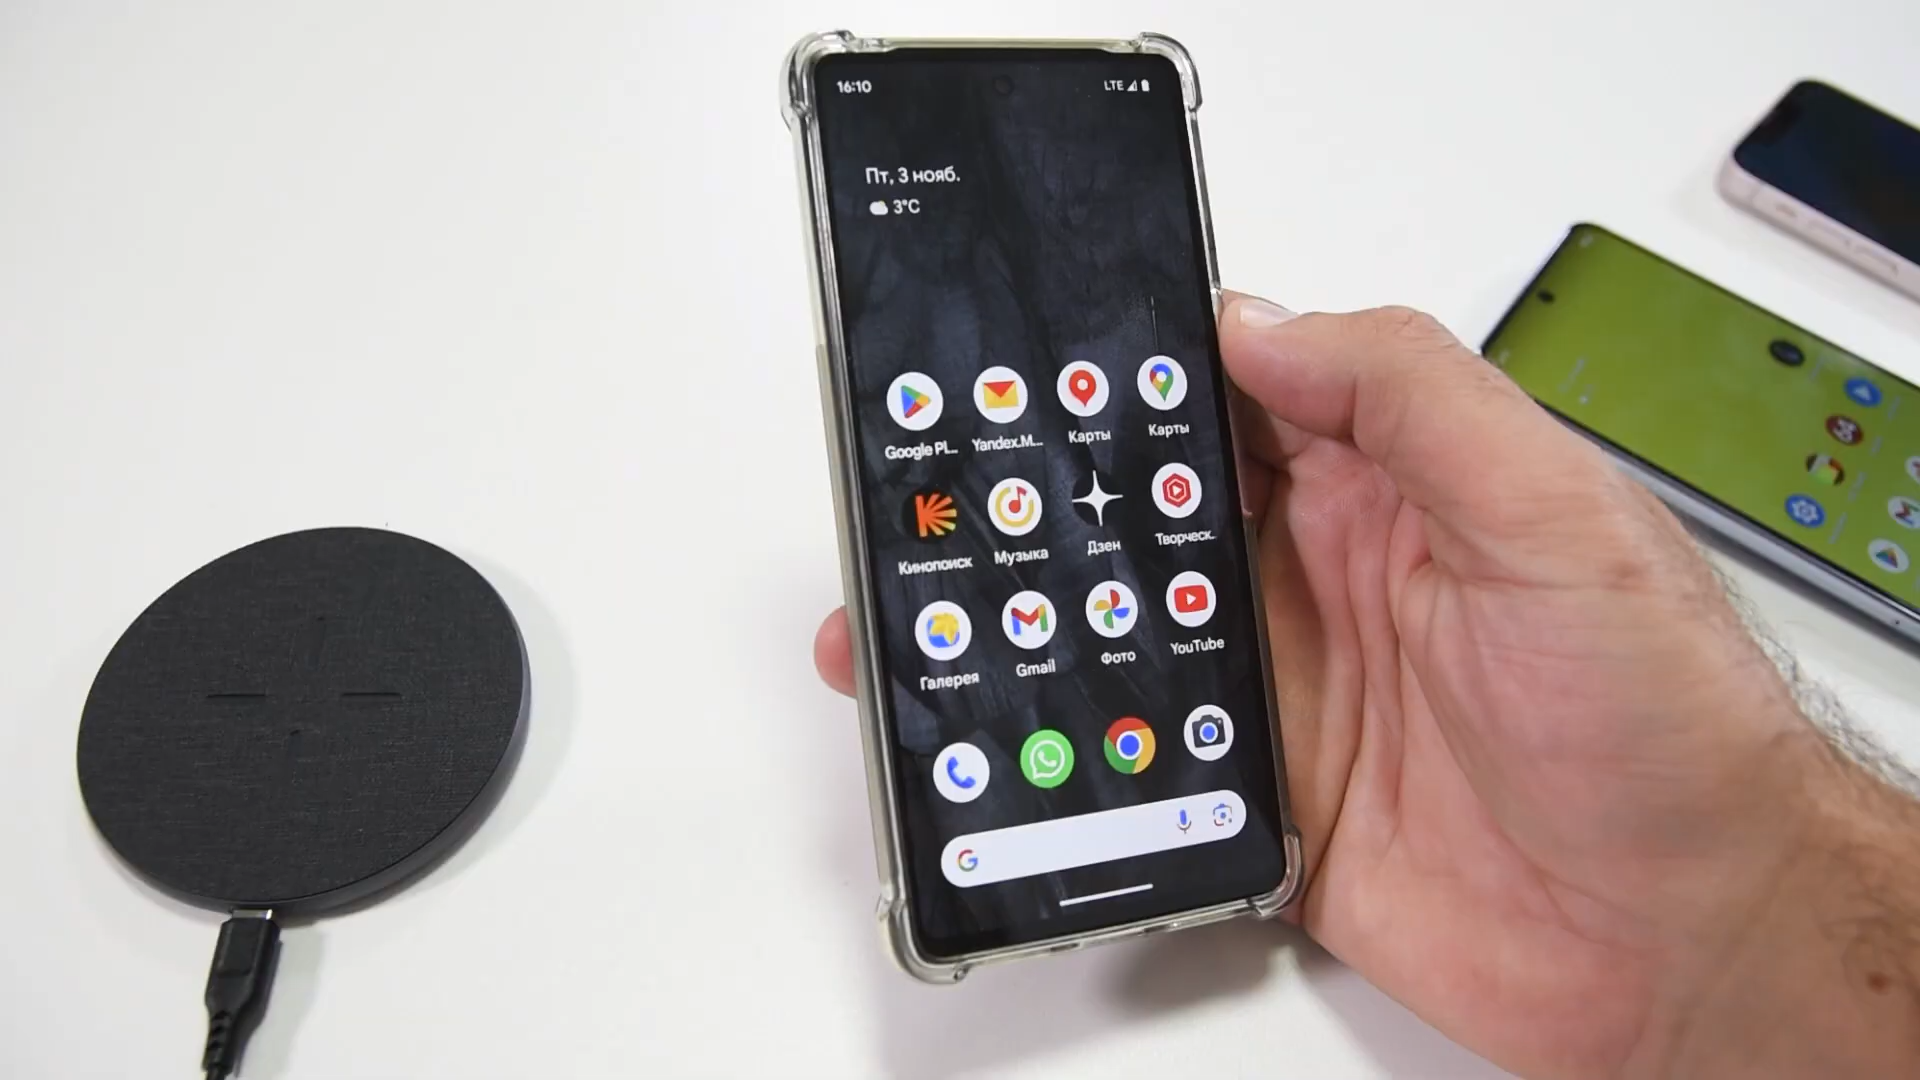 16:10
LTE
Пт, 3 нояб.
3°C
Google Pl...
Yandex.M...
Карты
Карты
Кинопоиск
Музыка
Дзен
Творческ..
Галерея
Gmail
Фото
YouTube